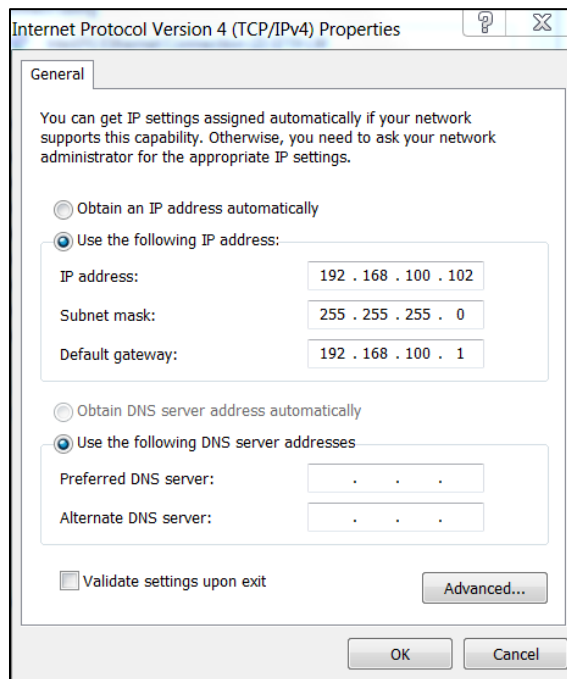 Internet Protocol Version 4 (TCP/IPv4) Properties
General
You can get IP settings assigned automatically if your network
supports this capability. Otherwise, you need to ask your network
administrator for the appropriate IP settings.
Obtain an IP address automatically
Use the following IP address:
IP address: 192 . 168 . 100 . 102
Subnet mask: 255 . 255 . 255 . 0
Default gateway: 192 . 168 . 100 . 1
Obtain DNS server address automatically
Use the following DNS server addresses
Preferred DNS server: . . .
Alternate DNS server: . . .
Validate settings upon exit
Advanced...
OK Cancel